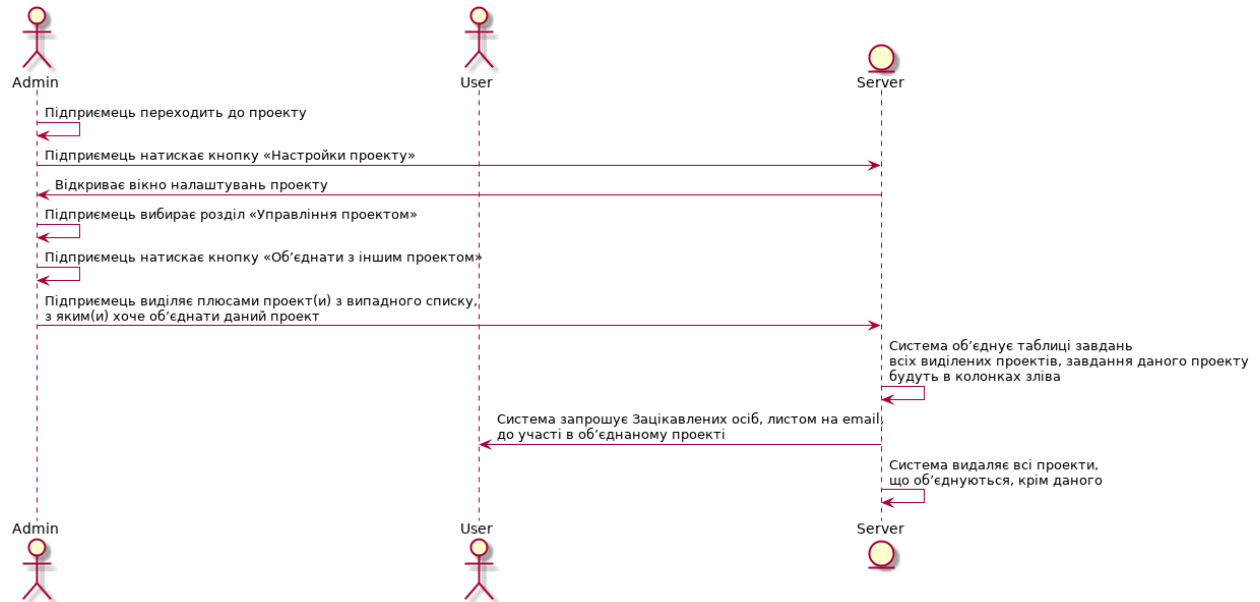 Admin
User
Server
Підприємець переходить до проекту
Підприємець натискає кнопку «Настройки проекту»
Відкриває вікно налаштувань проекту
Підприємець вибирає розділ «Управління проектом»
Підприємець натискає кнопку «Об’єднати з іншим проектом»
Підприємець виділяє плюсами проект(и) з випадного списку,
з яким(и) хоче об’єднати даний проект
Система об’єднує таблиці завдань
всіх виділених проектів, завдання даного проекту
будуть в колонках зліва
Система запрошує Зацікавлених осіб, листом на email,
до участі в об’єднаному проекті
Система видаляє всі проекти,
що об’єднуються, крім даного
Admin
User
Server